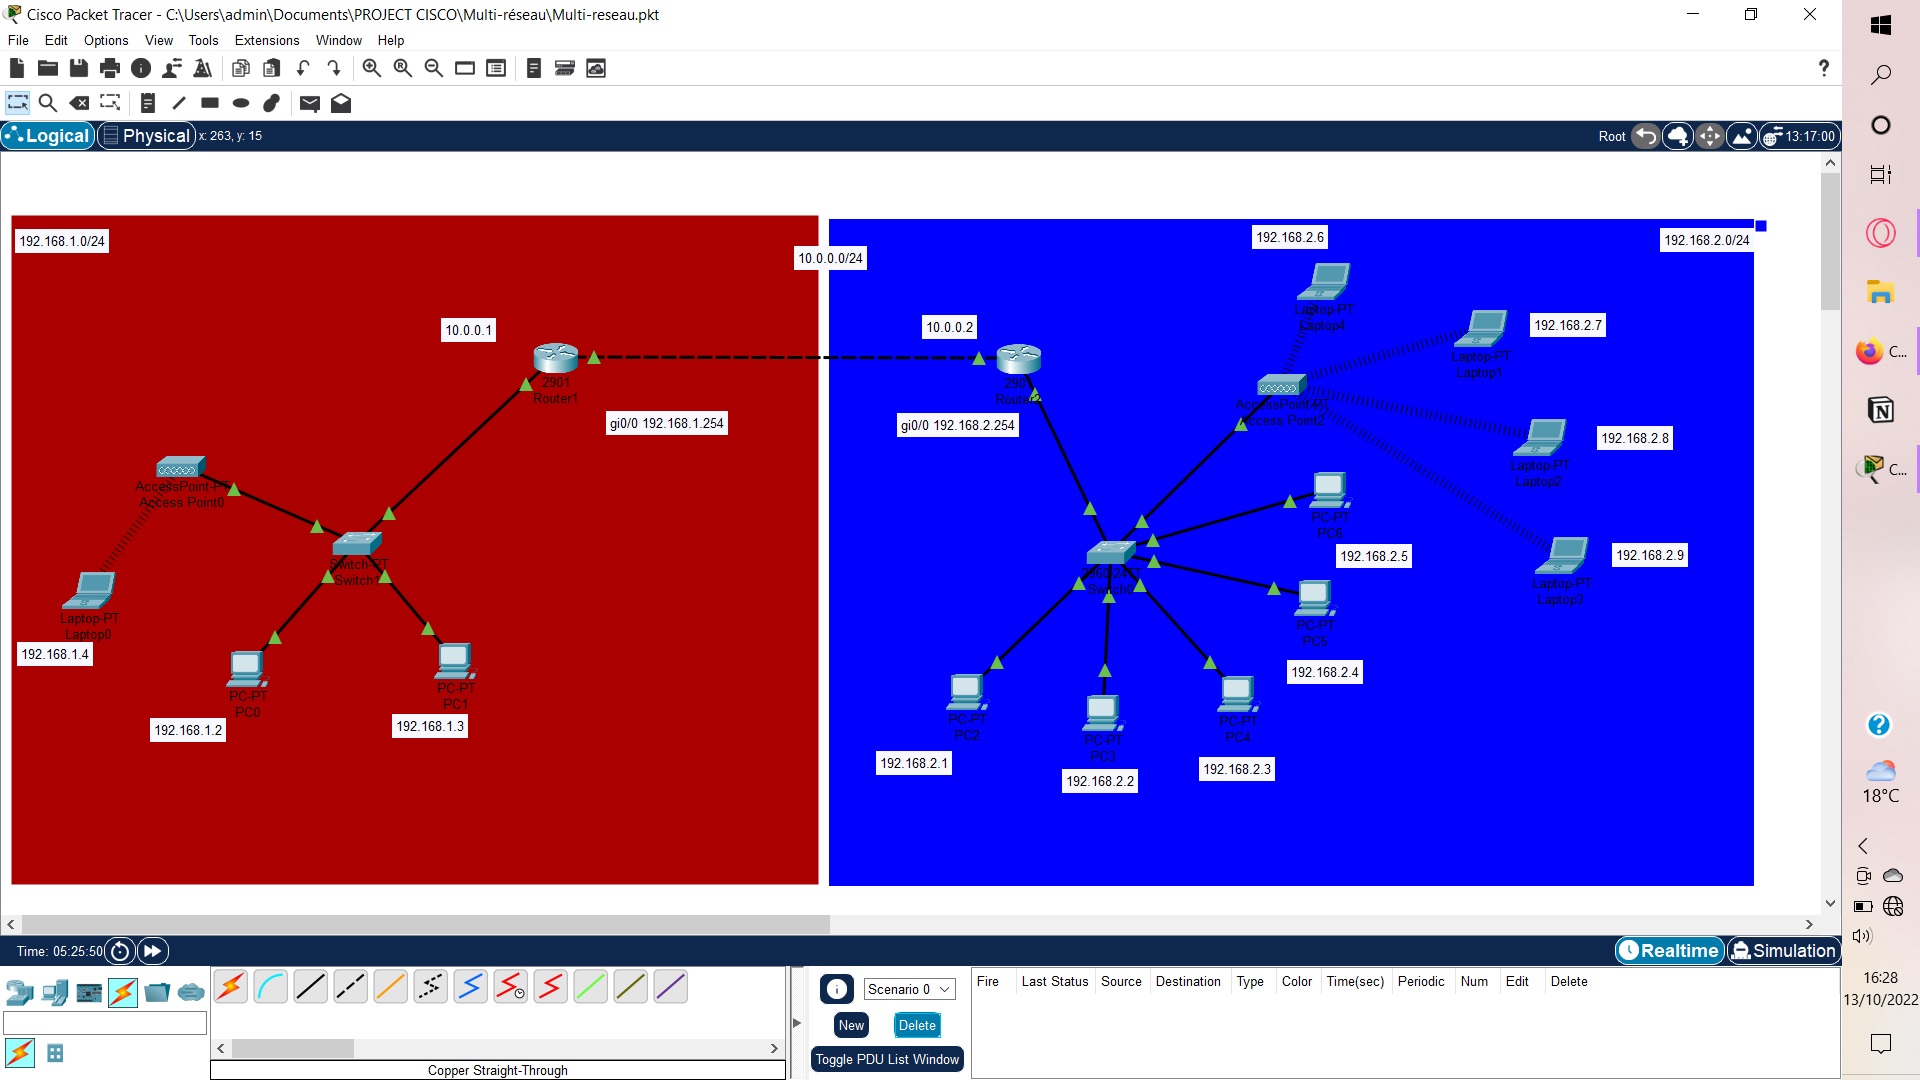 Cisco Packet Tracer - C:\Users\admin\Documents\PROJECT CISCO\Multi-réseau\Multi-reseau.pkt
File Edit Options View Tools Extensions Window Help
?
Logical Physical x: 263, y: 15
Root 13:17:00
192.168.1.0/24
10.0.0.0/24
192.168.2.6
192.168.2.0/24
10.0.0.1
2901
Router1
gi0/0 192.168.1.254
AccessPoint-PT
Access Point0
Switch-PT
Switch1
Laptop-PT
Laptop0
192.168.1.4
PC-PT
PC0
192.168.1.2
PC-PT
PC1
192.168.1.3
10.0.0.2
Router2
gi0/0 192.168.2.254
Laptop-PT
Laptop4
Laptop-PT
Laptop1
192.168.2.7
AccessPoint-PT
Access Point2
Laptop-PT
Laptop2
192.168.2.8
PC-PT
PC6
192.168.2.5
Laptop-PT
Laptop3
192.168.2.9
2960-24TT
Switch0
PC-PT
PC5
192.168.2.4
PC-PT
PC2
192.168.2.1
PC-PT
PC3
192.168.2.2
PC-PT
PC4
192.168.2.3
Time: 05:25:50
Realtime Simulation
Scenario 0
New Delete
Toggle PDU List Window
Fire Last Status Source Destination Type Color Time(sec) Periodic Num Edit Delete
Copper Straight-Through
C...
N
C...
?
18°C
16:28
13/10/2022